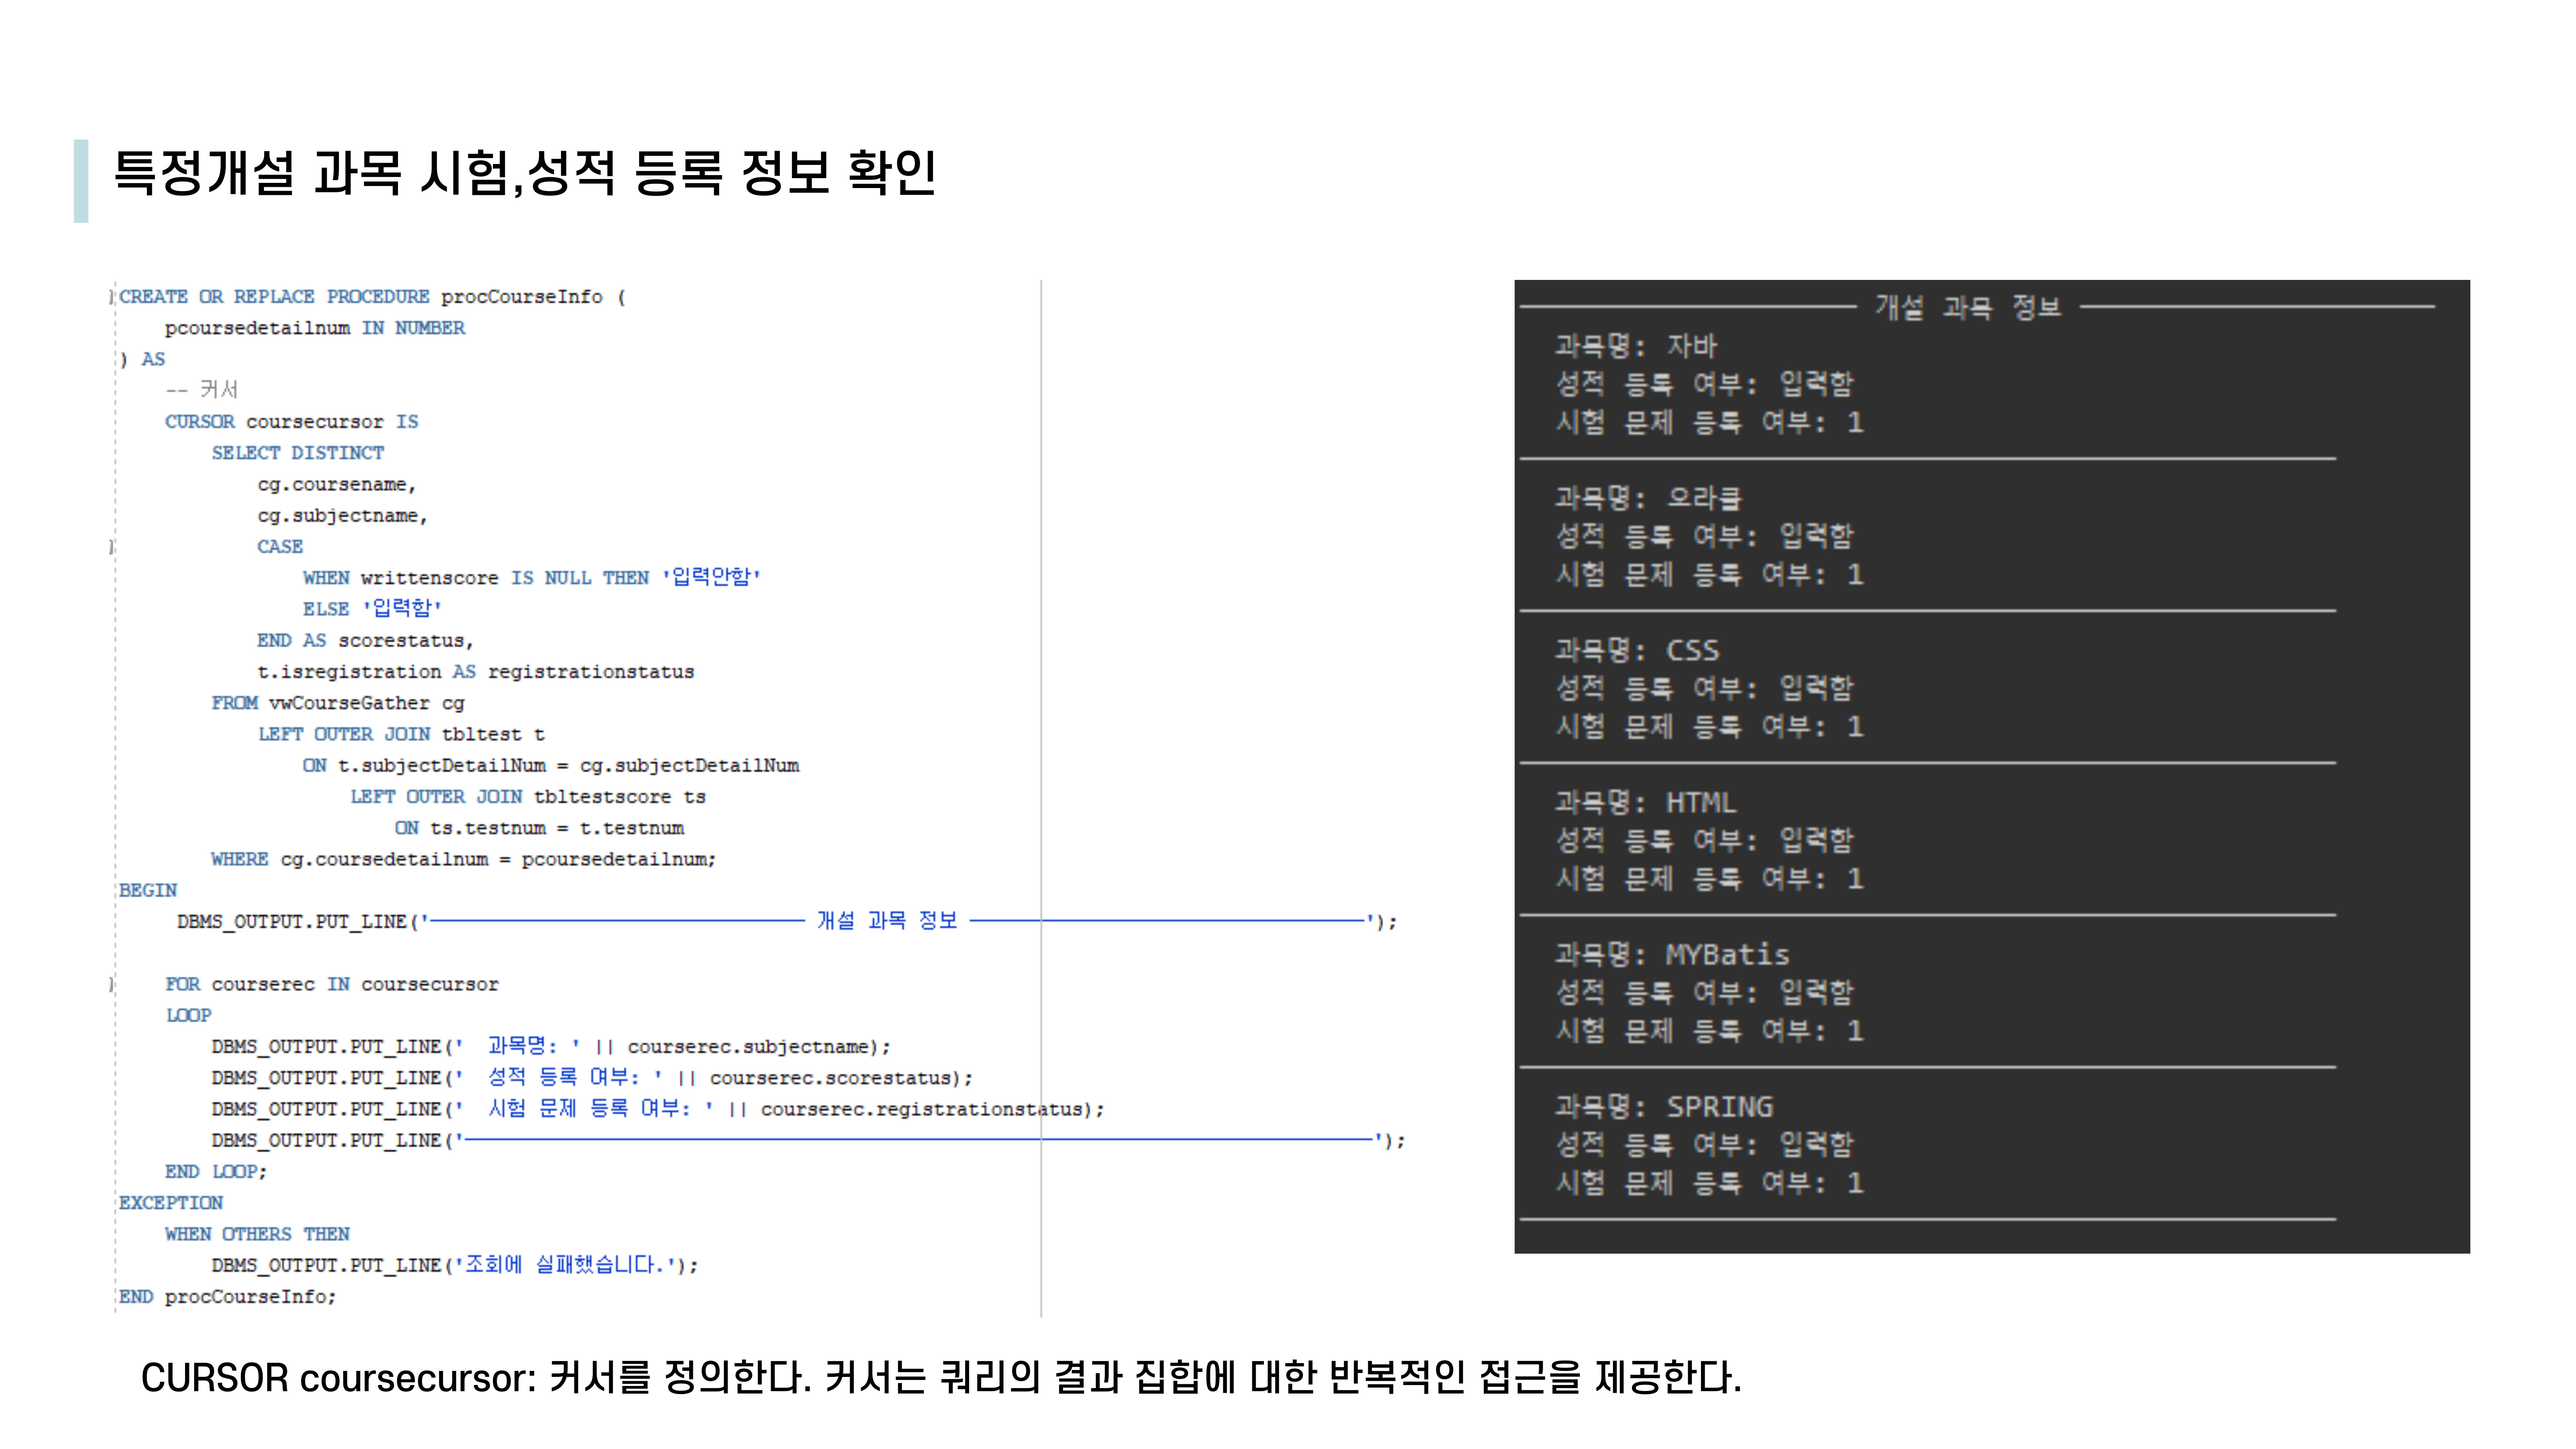 특정개설 과목 시험,성적 등록 정보 확인
CREATE OR REPLACE PROCEDURE procCourseInfo (
    pcoursedetailnum IN NUMBER
) AS
    -- 커서
    CURSOR coursecursor IS
        SELECT DISTINCT
            cg.coursename,
            cg.subjectname,
            CASE
                WHEN writtenscore IS NULL THEN '입력안함'
                ELSE '입력함'
            END AS scorestatus,
            t.isregistration AS registrationstatus
        FROM vwCourseGather cg
            LEFT OUTER JOIN tbltest t
                ON t.subjectDetailNum = cg.subjectDetailNum
                    LEFT OUTER JOIN tbltestscore ts
                        ON ts.testnum = t.testnum
        WHERE cg.coursedetailnum = pcoursedetailnum;
BEGIN
     DBMS_OUTPUT.PUT_LINE('───────────────── 개설 과목 정보 ──────────────────');
    FOR courserec IN coursecursor
    LOOP
        DBMS_OUTPUT.PUT_LINE('  과목명: ' || courserec.subjectname);
        DBMS_OUTPUT.PUT_LINE('  성적 등록 여부: ' || courserec.scorestatus);
        DBMS_OUTPUT.PUT_LINE('  시험 문제 등록 여부: ' || courserec.registrationstatus);
        DBMS_OUTPUT.PUT_LINE('─────────────────────────────────────────');
    END LOOP;
EXCEPTION
    WHEN OTHERS THEN
        DBMS_OUTPUT.PUT_LINE('조회에 실패했습니다.');
END procCourseInfo;
───────────────── 개설 과목 정보 ──────────────────
과목명: 자바
성적 등록 여부: 입력함
시험 문제 등록 여부: 1
과목명: 오라클
성적 등록 여부: 입력함
시험 문제 등록 여부: 1
과목명: CSS
성적 등록 여부: 입력함
시험 문제 등록 여부: 1
과목명: HTML
성적 등록 여부: 입력함
시험 문제 등록 여부: 1
과목명: MYBatis
성적 등록 여부: 입력함
시험 문제 등록 여부: 1
과목명: SPRING
성적 등록 여부: 입력함
시험 문제 등록 여부: 1
CURSOR coursecursor: 커서를 정의한다. 커서는 쿼리의 결과 집합에 대한 반복적인 접근을 제공한다.